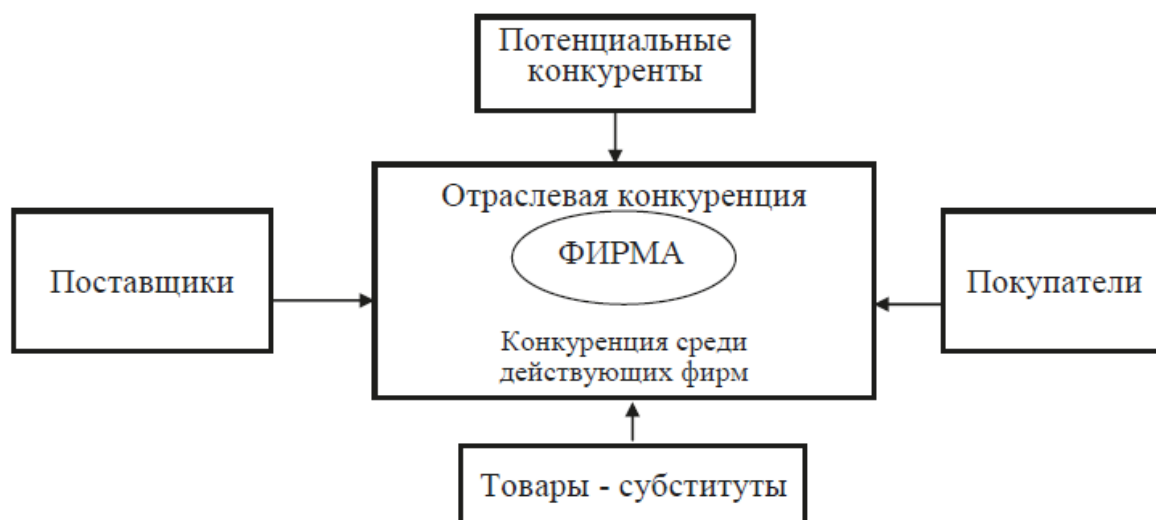 Потенциальные
конкуренты
Отраслевая конкуренция
ФИРМА
Поставщики
Покупатели
Конкуренция среди
действующих фирм
Товары - субституты